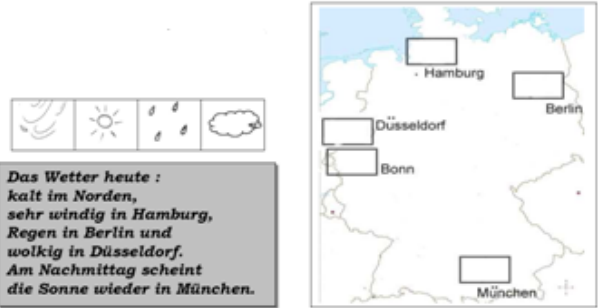 Hamburg
Berlin
Düsseldorf
Bonn
München
Das Wetter heute :
kalt im Norden,
sehr windig in Hamburg,
Regen in Berlin und
wolkig in Düsseldorf.
Am Nachmittag scheint
die Sonne wieder in München.